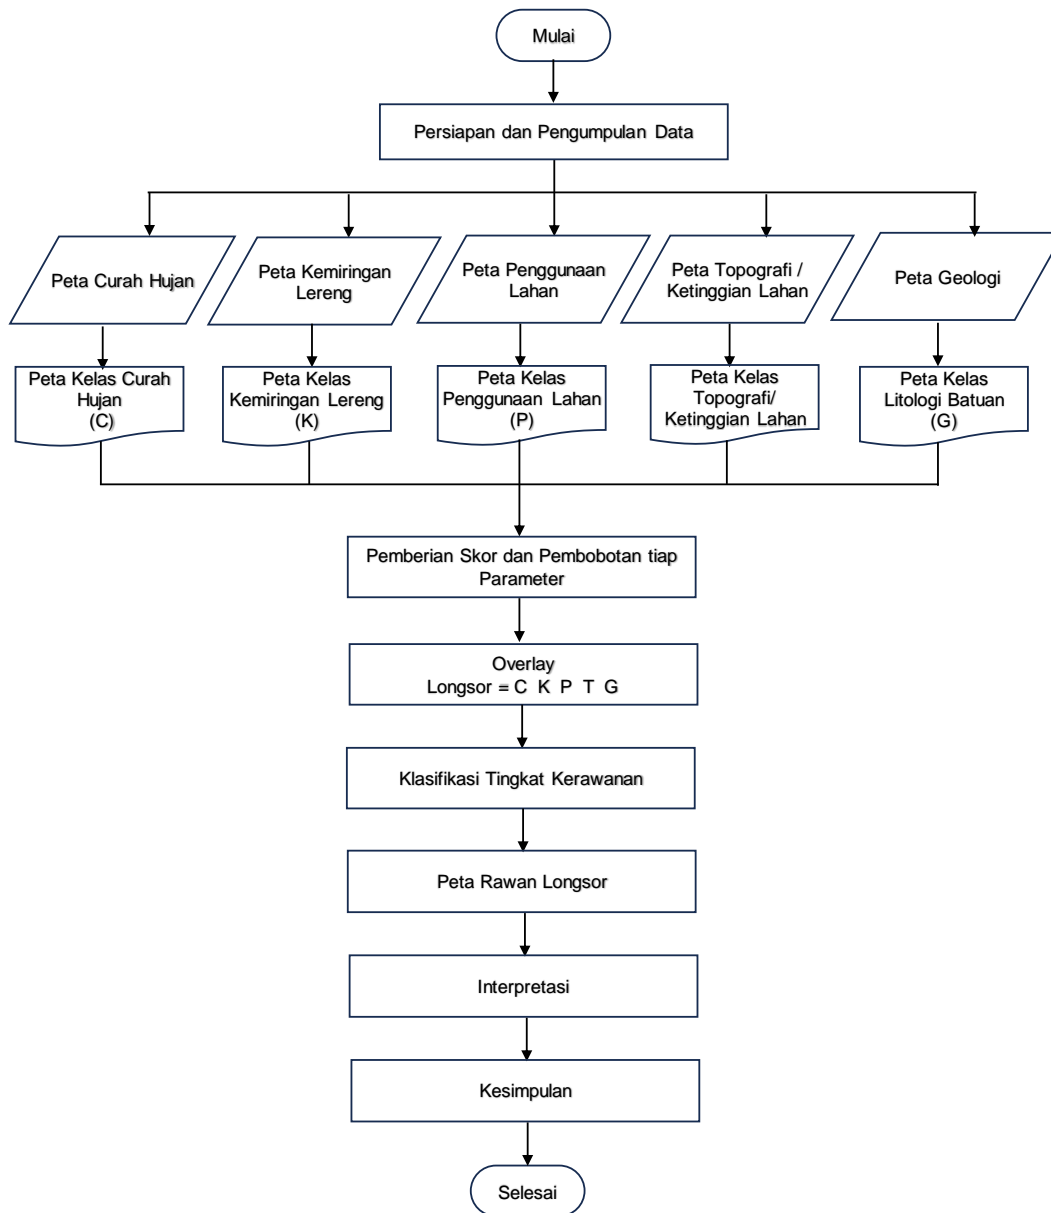 Mulai
Persiapan dan Pengumpulan Data
Peta Curah Hujan
Peta Kemiringan
Lereng
Peta Penggunaan
Lahan
Peta Topografi /
Ketinggian Lahan
Peta Geologi
Peta Kelas Curah
Hujan
(C)
Peta Kelas
Kemiringan Lereng
(K)
Peta Kelas
Penggunaan Lahan
(P)
Peta Kelas
Topografi/
Ketinggian Lahan
Peta Kelas
Litologi Batuan
(G)
Pemberian Skor dan Pembobotan tiap
Parameter
Overlay
Longsor = C K P T G
Klasifikasi Tingkat Kerawanan
Peta Rawan Longsor
Interpretasi
Kesimpulan
Selesai